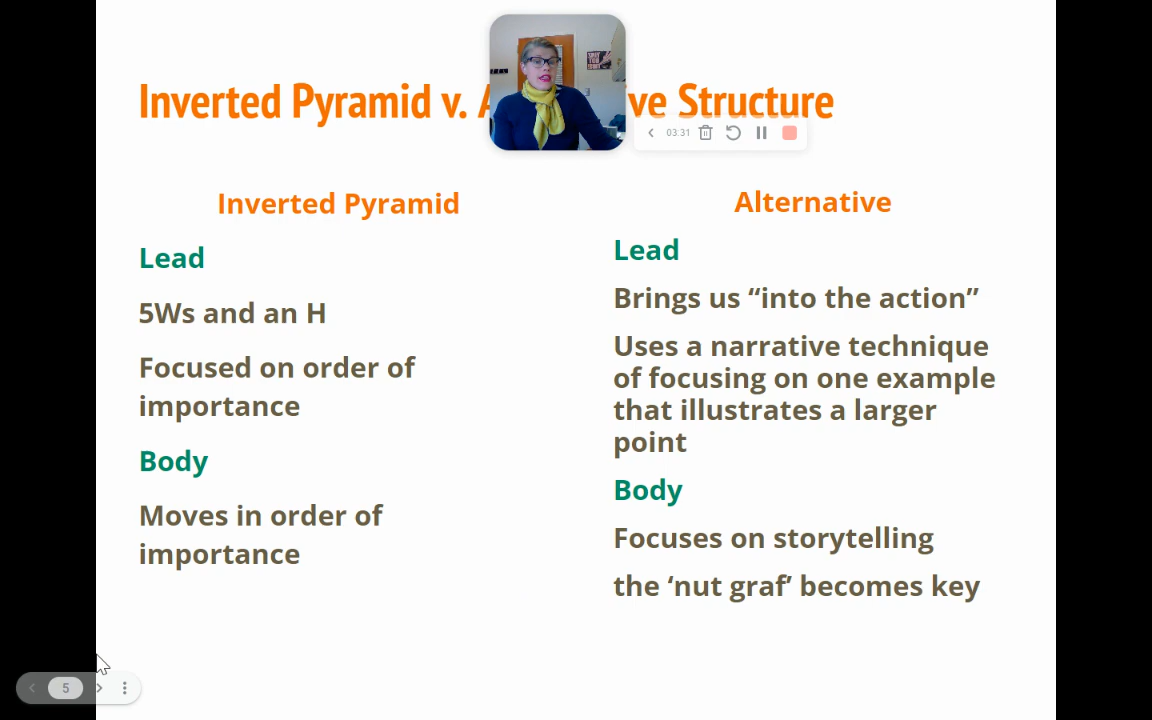 Inverted Pyramid v. Structure
03:31
Inverted Pyramid
Lead
5Ws and an H
Focused on order of
importance
Body
Moves in order of
importance
Alternative
Lead
Brings us “into the action”
Uses a narrative technique
of focusing on one example
that illustrates a larger
point
Body
Focuses on storytelling
the ‘nut graf’ becomes key
5